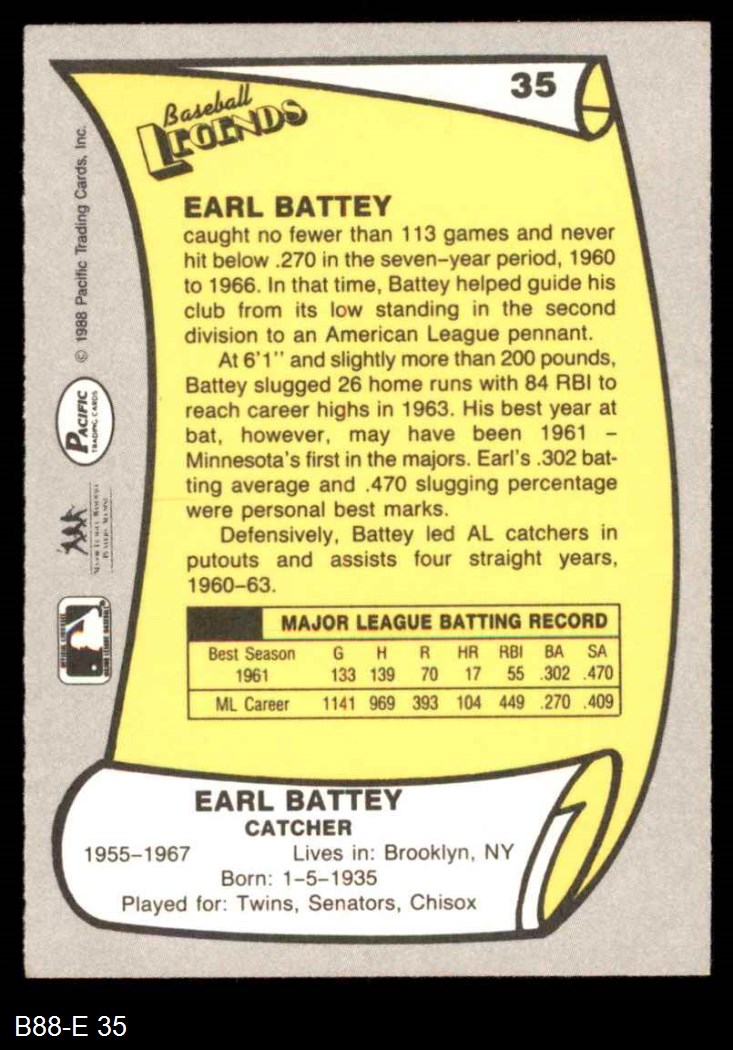 35
Baseball
LEGENDS
© 1988 Pacific Trading Cards, Inc.
PACIFIC
TRADING CARDS
EARL BATTEY
caught no fewer than 113 games and never
hit below .270 in the seven–year period, 1960
to 1966. In that time, Battey helped guide his
club from its low standing in the second
division to an American League pennant.
At 6'1'' and slightly more than 200 pounds,
Battey slugged 26 home runs with 84 RBI to
reach career highs in 1963. His best year at
bat, however, may have been 1961 –
Minnesota's first in the majors. Earl's .302 bat-
ting average and .470 slugging percentage
were personal best marks.
Defensively, Battey led AL catchers in
putouts and assists four straight years,
1960–63.
MAJOR LEAGUE BATTING RECORD
Best Season G H R HR RBI BA SA
1961 133 139 70 17 55 .302 .470
ML Career 1141 969 393 104 449 .270 .409
EARL BATTEY
CATCHER
1955–1967 Lives in: Brooklyn, NY
Born: 1-5-1935
Played for: Twins, Senators, Chisox
B88-E 35